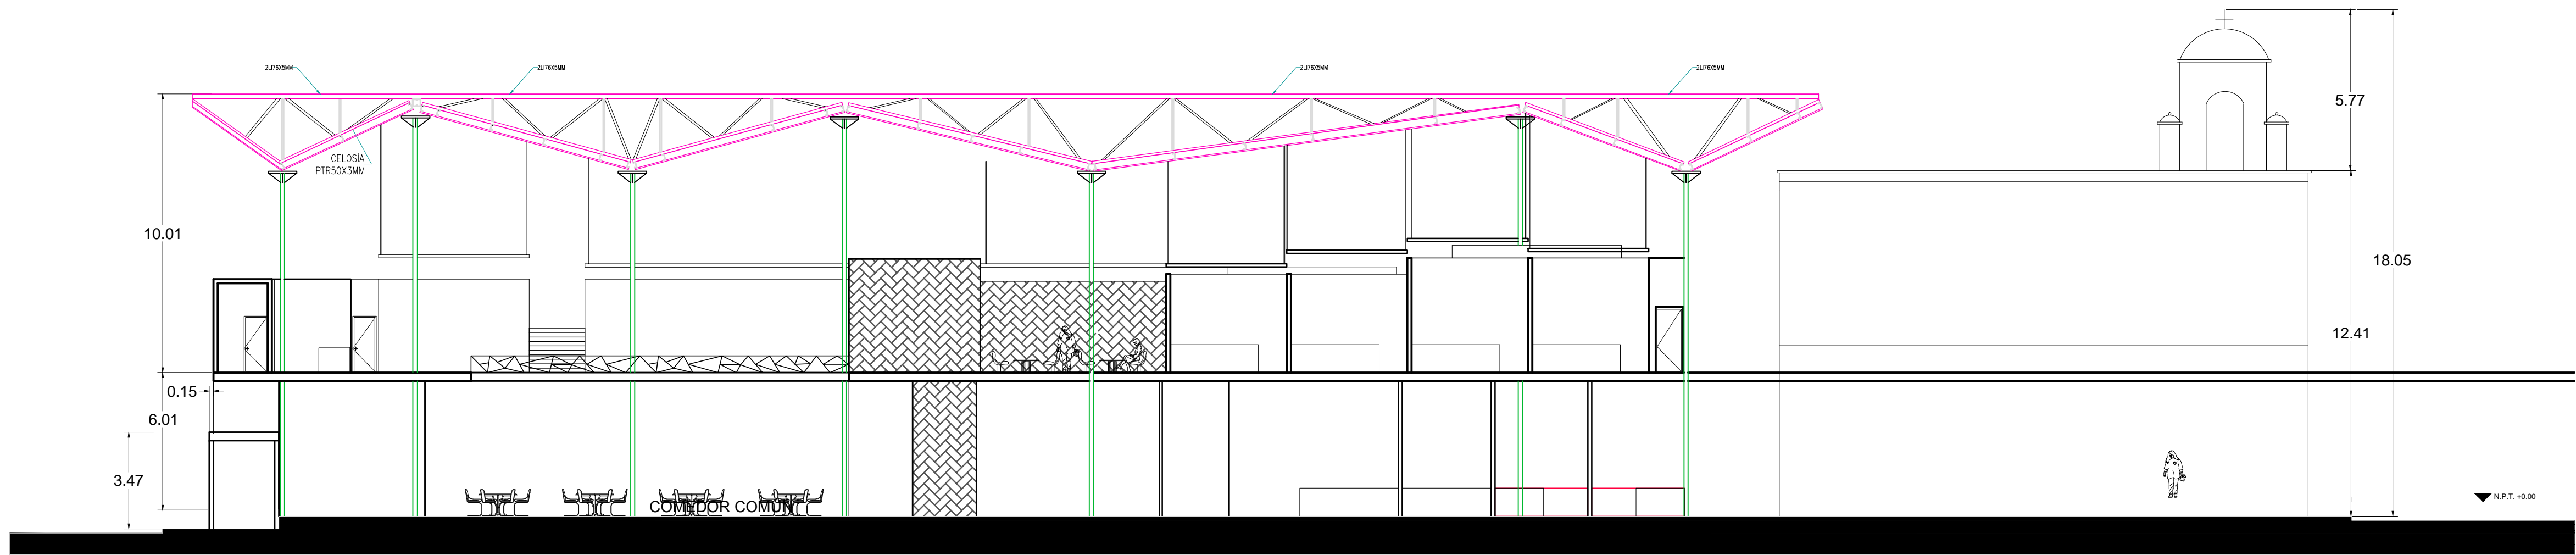 2LI76X5MM
2LI76X5MM
2LI76X5MM
2LI76X5MM
5.77
CELOSÍA
PTR50X3MM
10.01
18.05
12.41
0.15
6.01
3.47
N.P.T. +0.00
COMEDOR COMUN